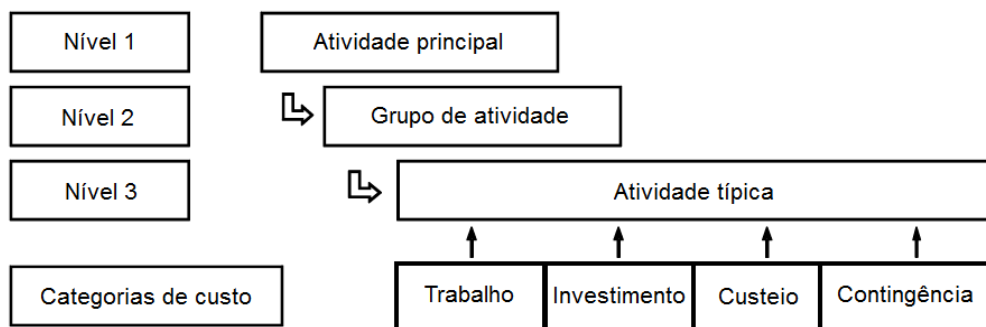 Nível 1
Atividade principal
Nível 2
Grupo de atividade
Nível 3
Atividade típica
Categorias de custo
Trabalho
Investimento
Custeio
Contingência